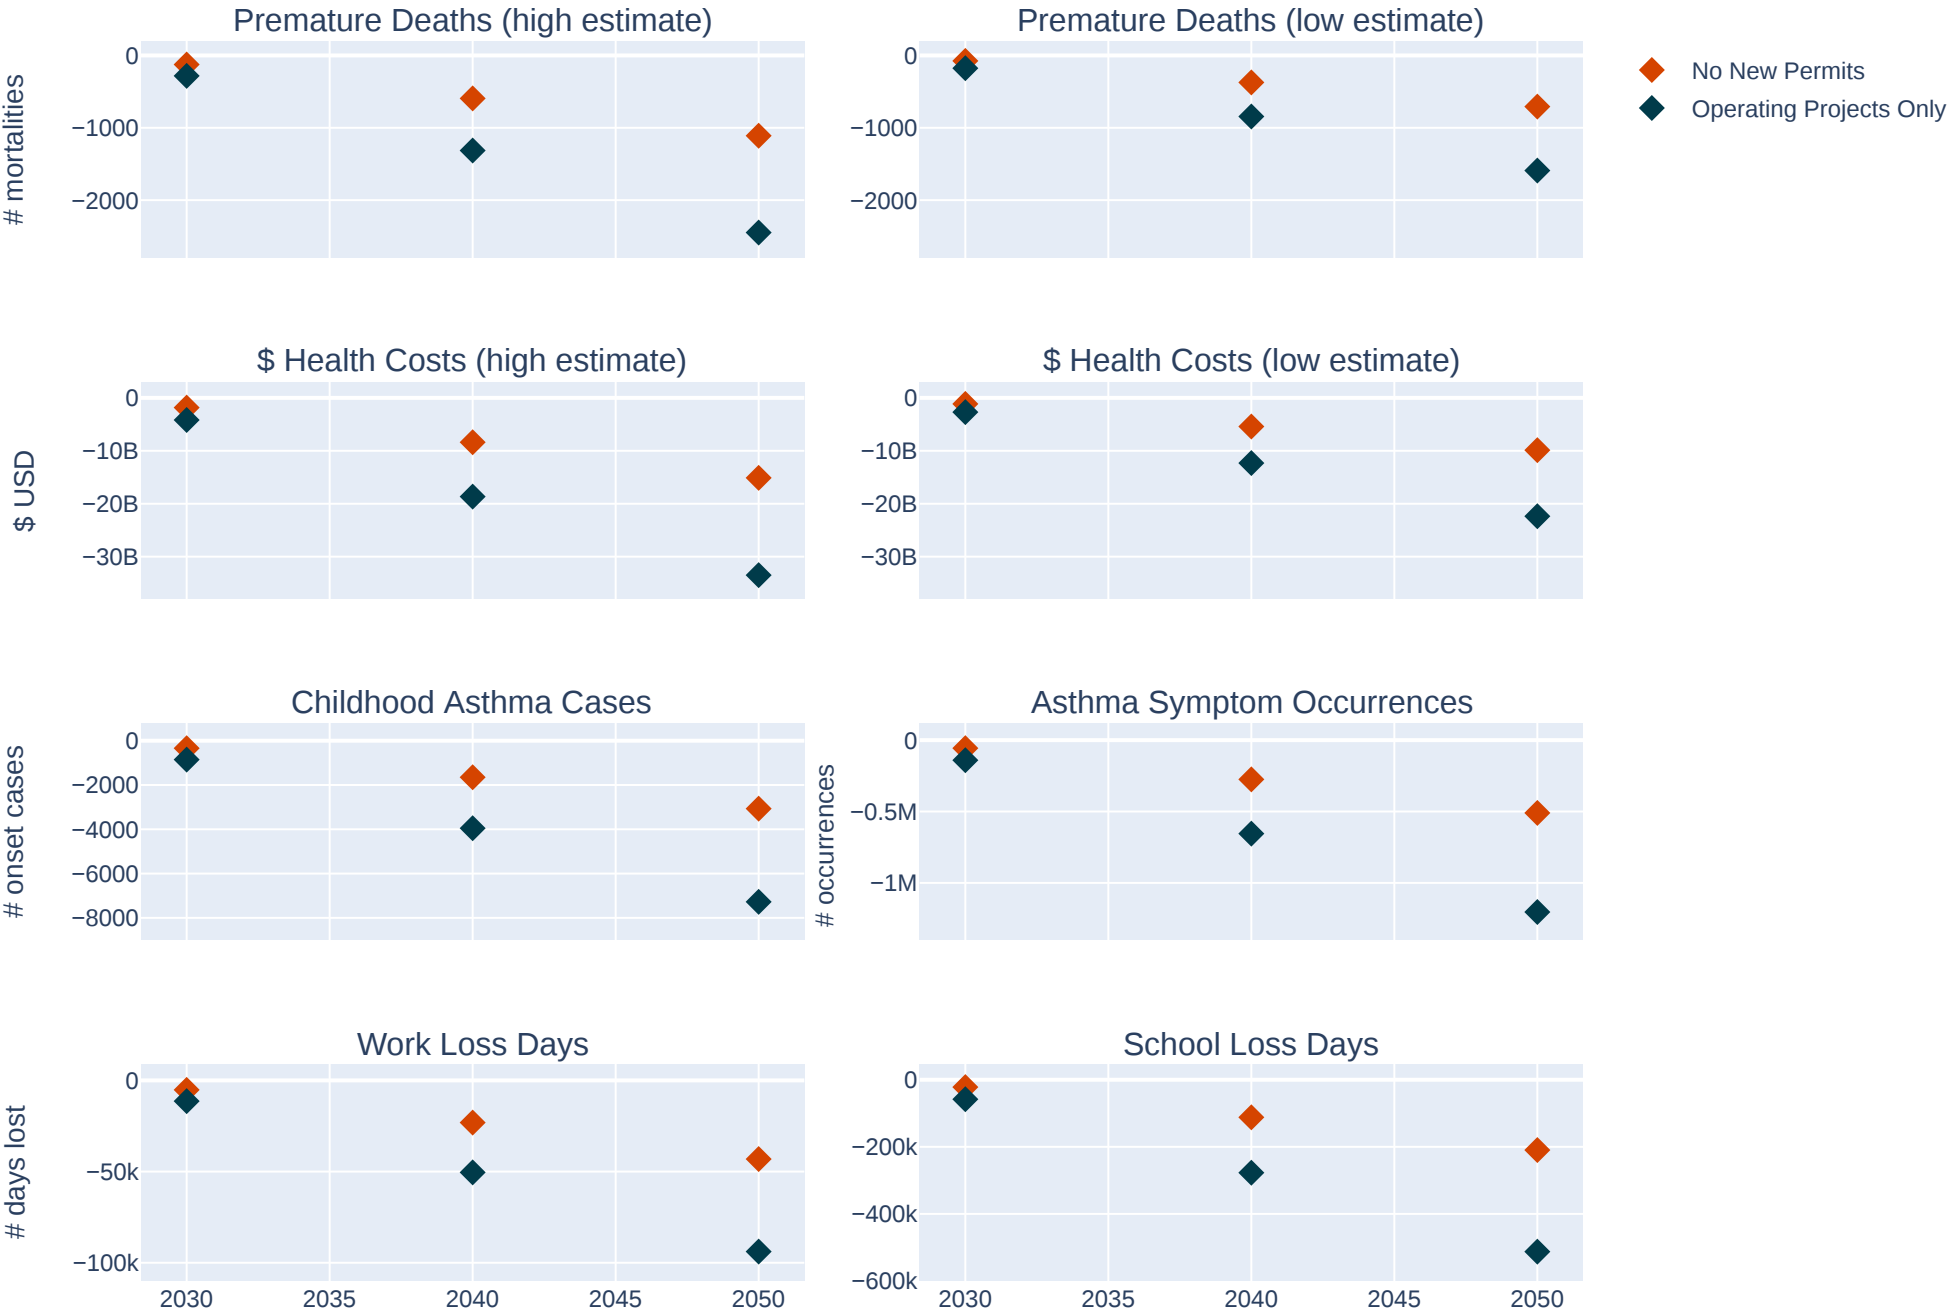 Premature Deaths (high estimate)
Premature Deaths (low estimate)
No New Permits
Operating Projects Only
# mortalities
0
−1000
−2000
0
−1000
−2000
$ Health Costs (high estimate)
$ Health Costs (low estimate)
$ USD
0
−10B
−20B
−30B
0
−10B
−20B
−30B
Childhood Asthma Cases
Asthma Symptom Occurrences
# onset cases
0
−2000
−4000
−6000
−8000
# occurrences
0
−0.5M
−1M
Work Loss Days
School Loss Days
# days lost
0
−50k
−100k
0
−200k
−400k
−600k
2030 2035 2040 2045 2050
2030 2035 2040 2045 2050